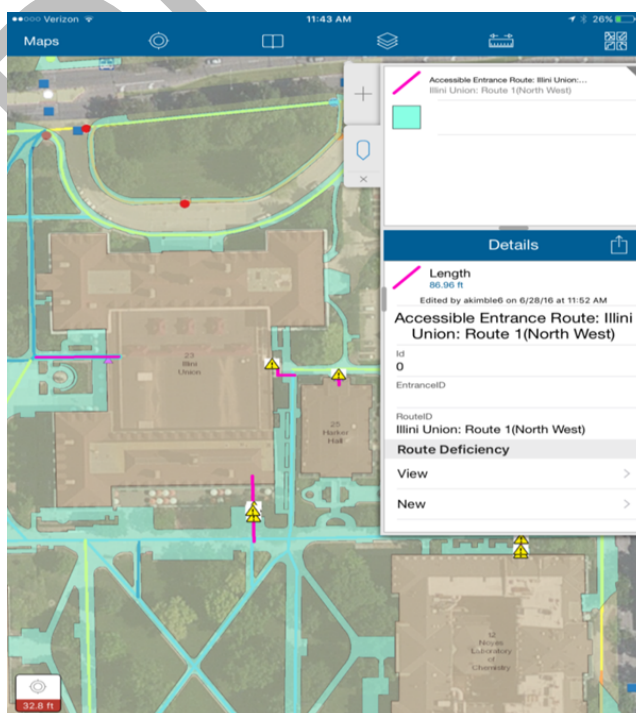 Verizon
11:43 AM
26%
Maps
Accessible Entrance Route: Illini Union:...
Illini Union: Route 1(North West)
Details
Length
86.96 ft
Edited by akimble6 on 6/28/16 at 11:52 AM
Accessible Entrance Route: Illini
Union: Route 1(North West)
Id
0
EntranceID
RouteID
Illini Union: Route 1(North West)
Route Deficiency
View
New
23
Illini
Union
25
Harker
Hall
12
Noyes
Laboratory
of
Chemistry
32.8 ft